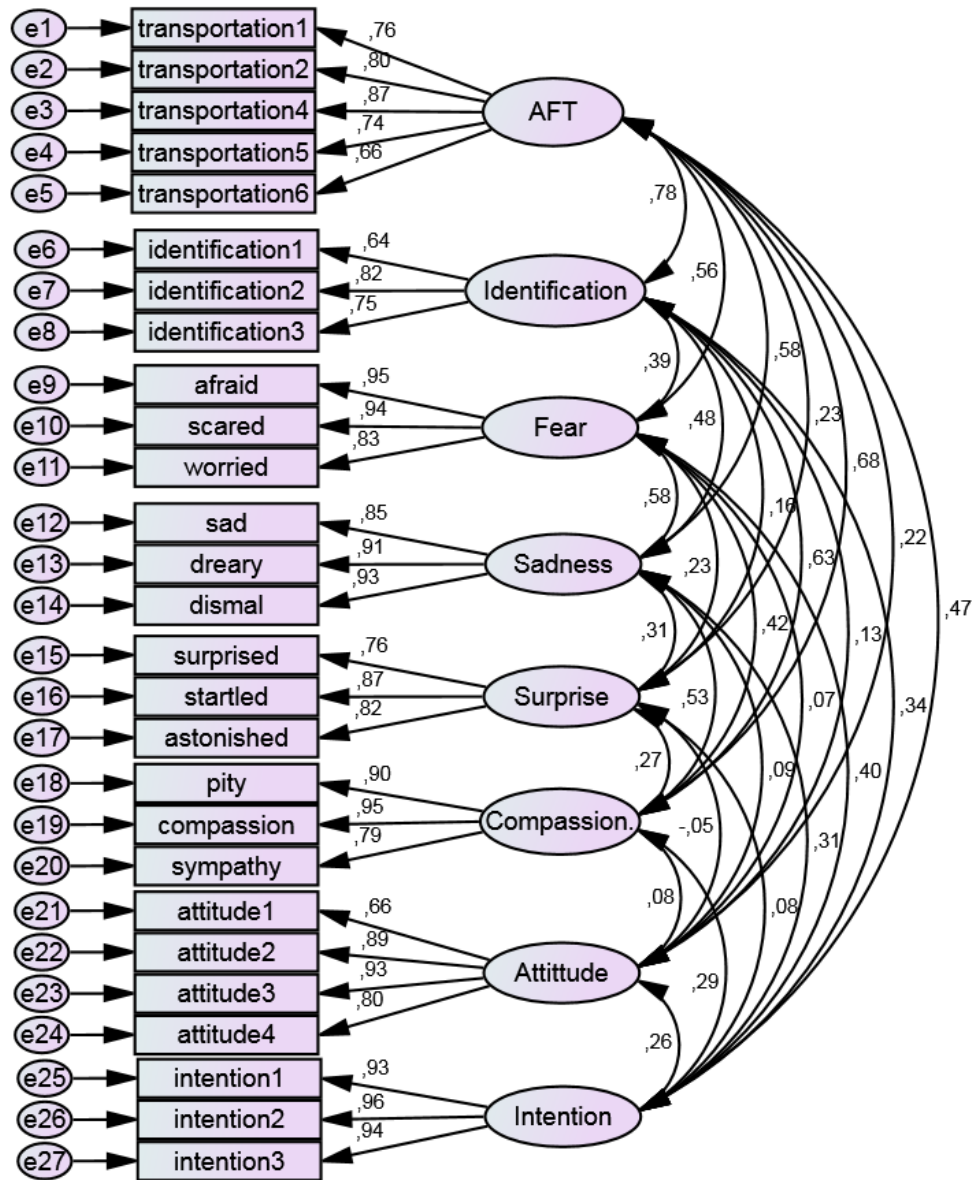 e1 transportation1 ,76
e2 transportation2 ,80
e3 transportation4 ,87 AFT
e4 transportation5 ,74
e5 transportation6 ,66
,78
e6 identification1 ,64
e7 identification2 ,82 Identification ,56
e8 identification3 ,75
,58
,39
e9 afraid ,95
e10 scared ,94 Fear ,48 ,23
e11 worried ,83
,68
,58 ,16
e12 sad ,85 ,22
e13 dreary ,91 Sadness ,23 ,63
e14 dismal ,93 ,47
,31 ,42 ,13
e15 surprised ,76
e16 startled ,87 Surprise ,53 ,07 ,34
e17 astonished ,82
,27 ,09 ,40
e18 pity ,90
e19 compassion ,95 Compassion. -,05 ,31
e20 sympathy ,79
,08 ,08
e21 attitude1 ,66
e22 attitude2 ,89
e23 attitude3 ,93 Attittude ,29
e24 attitude4 ,80
,26
e25 intention1 ,93
e26 intention2 ,96 Intention
e27 intention3 ,94